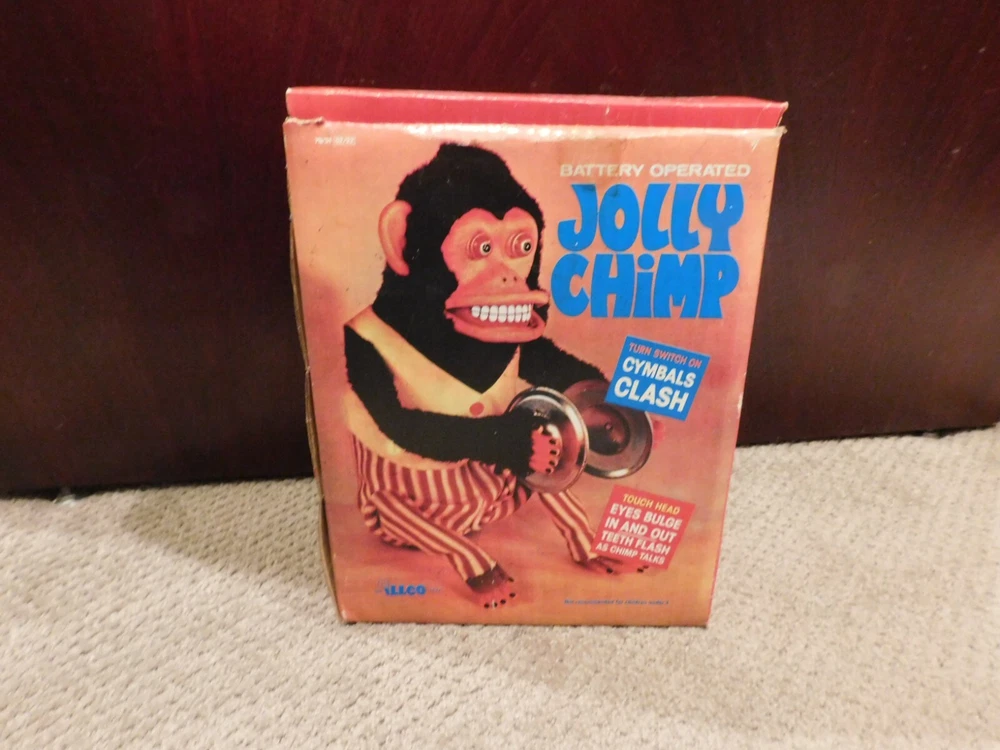 BATTERY OPERATED
JOLLY
CHiMP
TURN SWITCH ON
CYMBALS
CLASH
TOUCH HEAD
EYES BULGE
IN AND OUT
TEETH FLASH
AS CHIMP TALKS
illco